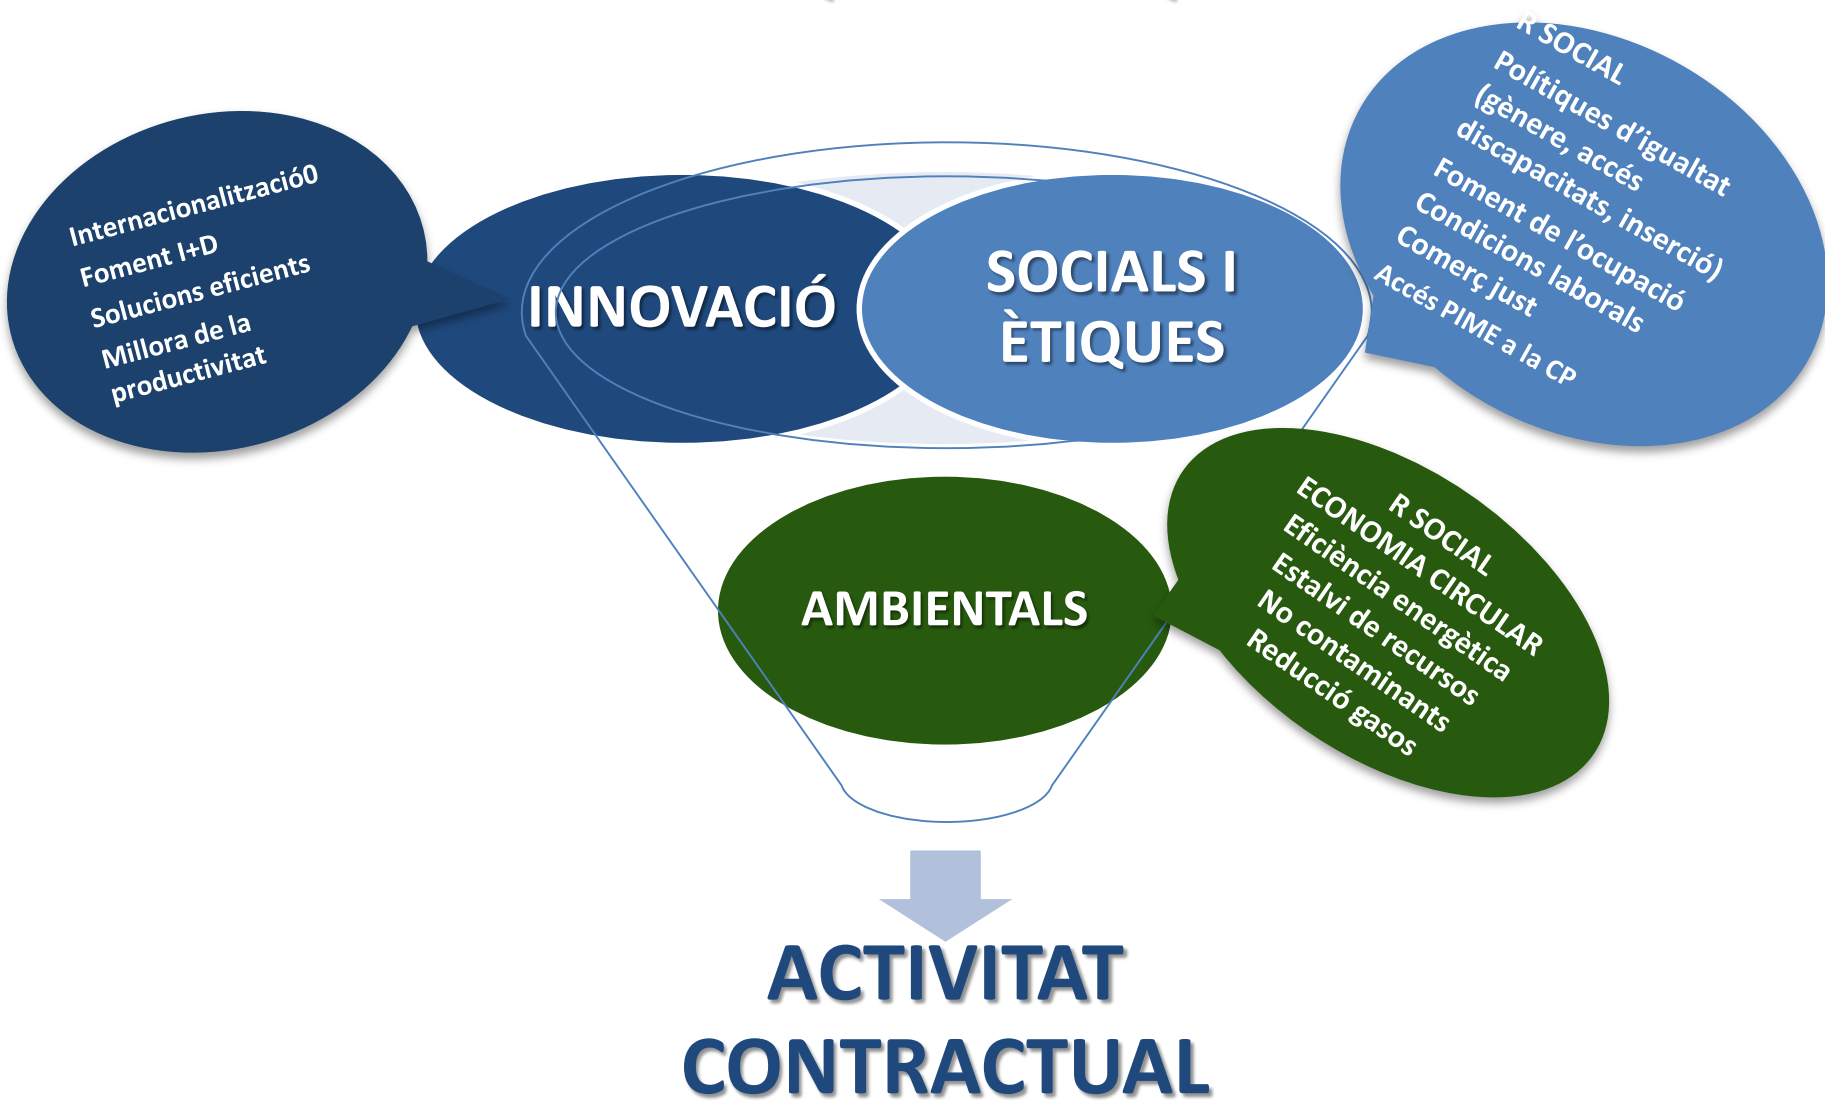 Internacionalització0
Foment I+D
Solucions eficients
Millora de la
productivitat
INNOVACIÓ
SOCIALS I
ÈTIQUES
R SOCIAL
Polítiques d’igualtat
(gènere, accés
discapacitats, inserció)
Foment de l’ocupació
Condicions laborals
Comerç just
Accés PIME a la CP
AMBIENTALS
R SOCIAL
ECONOMIA CIRCULAR
Eficiència energètica
Estalvi de recursos
No contaminants
Reducció gasos
ACTIVITAT
CONTRACTUAL